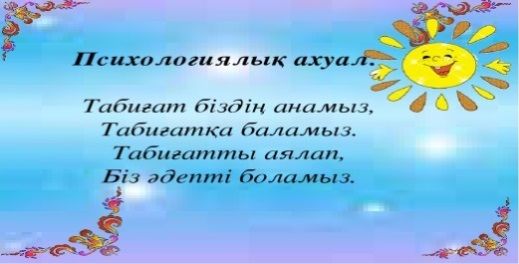 Психологиялық ахуал.
Табиғат біздің анамыз,
Табиғатқа баламыз.
Табиғатты аялап,
Біз әдепті боламыз.